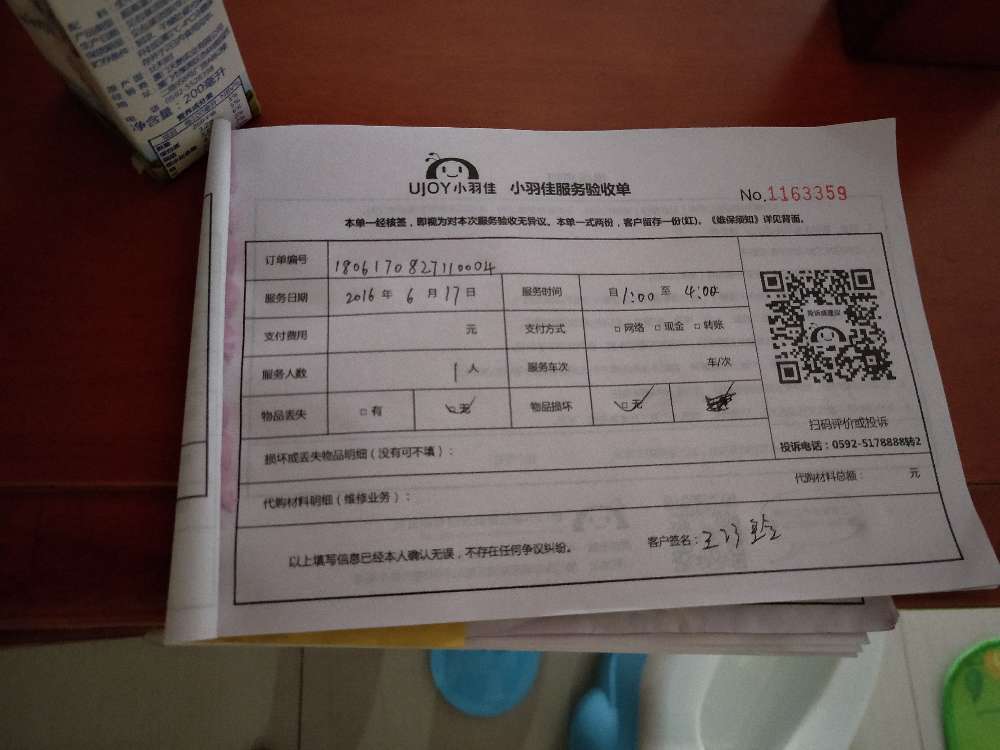 净含量：200毫升
UJOY小羽佳 小羽佳服务验收单
No.1163359
本单一经核签，即视为对本次服务验收无异议。本单一式两份，客户留存一份(红)。《维保须知》详见背面。
订单编号 1806170827110004
服务日期 2016 年 6 月 17 日 服务时间 自 1:00 至 4:00
支付费用 元 支付方式 □ 网络 □ 现金 □ 转账
服务人数 1 人 服务车次 车/次
物品丢失 □ 有 □ 无 物品损坏 □ 无
扫码评价或投诉
投诉电话：0592-5178888转2
损坏或丢失物品明细（没有可不填）：
代购材料明细（维修业务）： 代购材料总额： 元
以上填写信息已经本人确认无误，不存在任何争议纠纷。 客户签名：